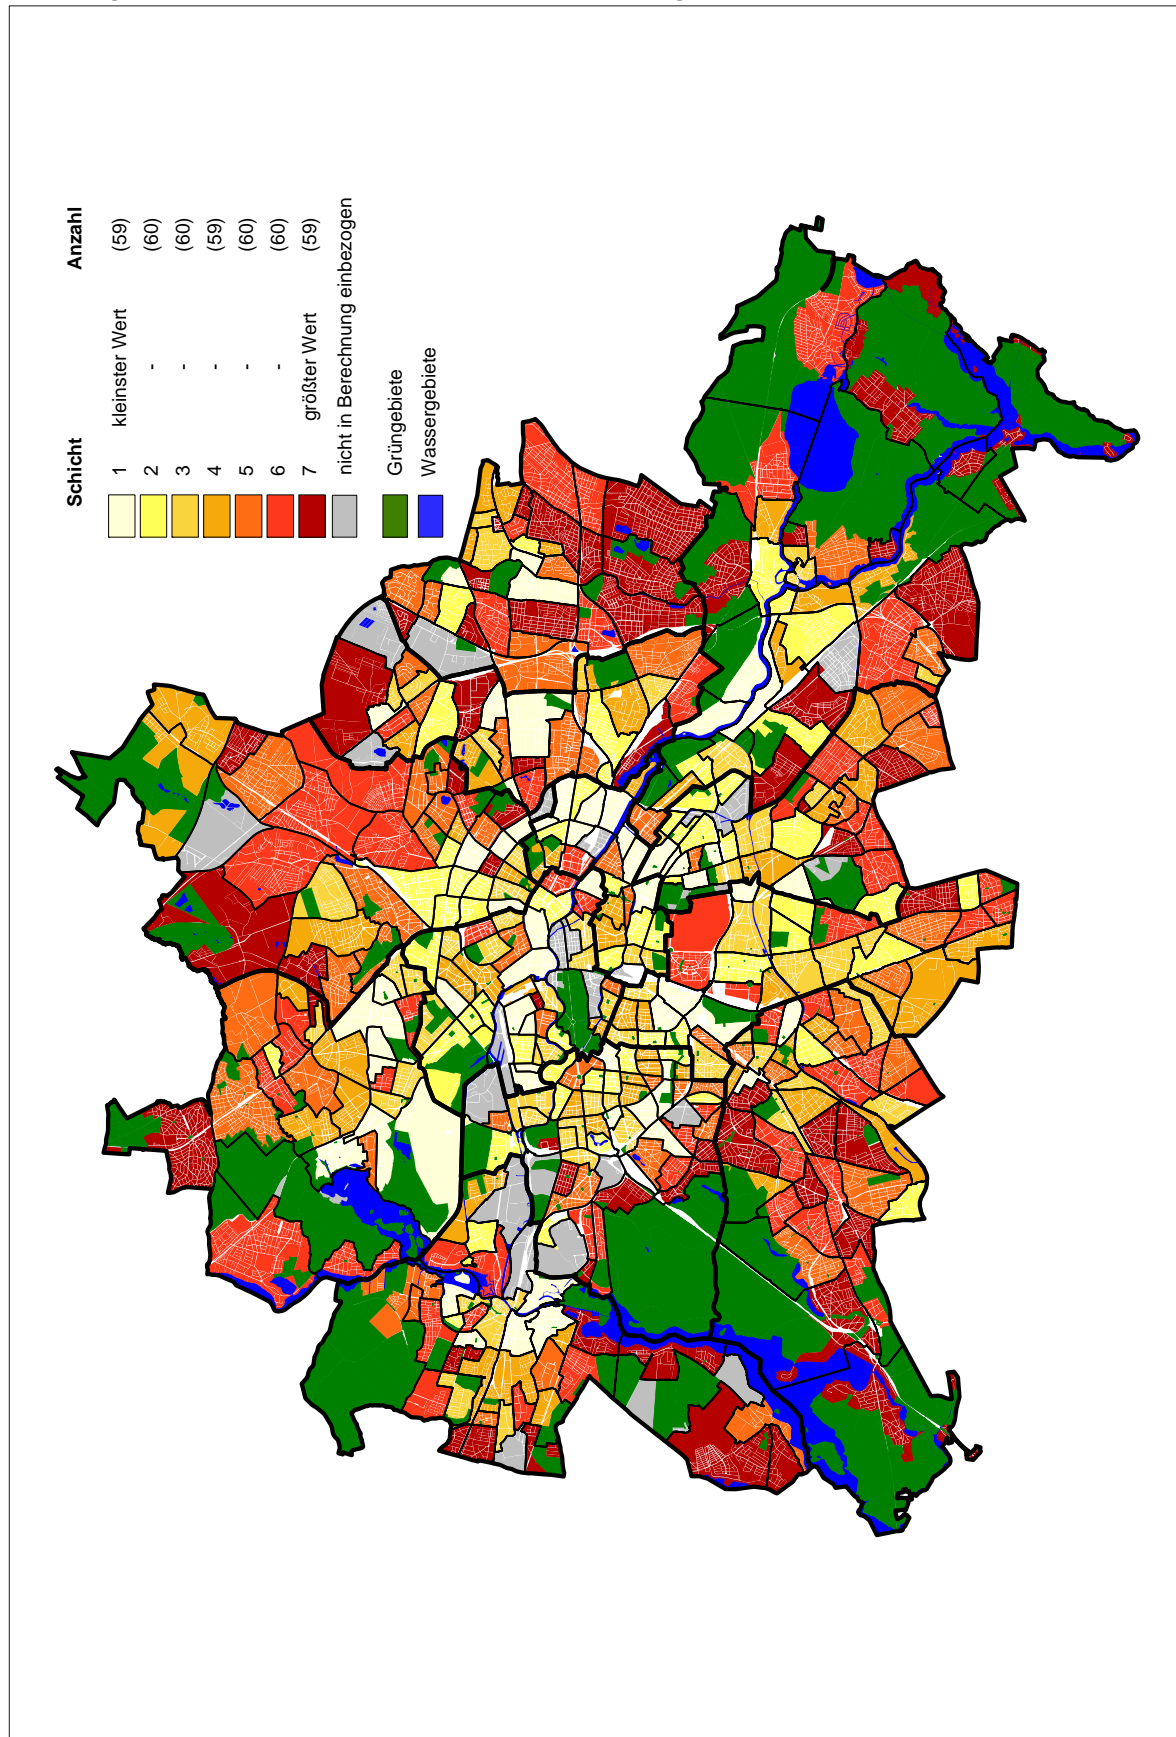 Schicht Anzahl
1 kleinster Wert (59)
2 - (60)
3 - (60)
4 - (59)
5 - (60)
6 - (60)
7 größter Wert (59)
nicht in Berechnung einbezogen
Grüngebiete
Wassergebiete